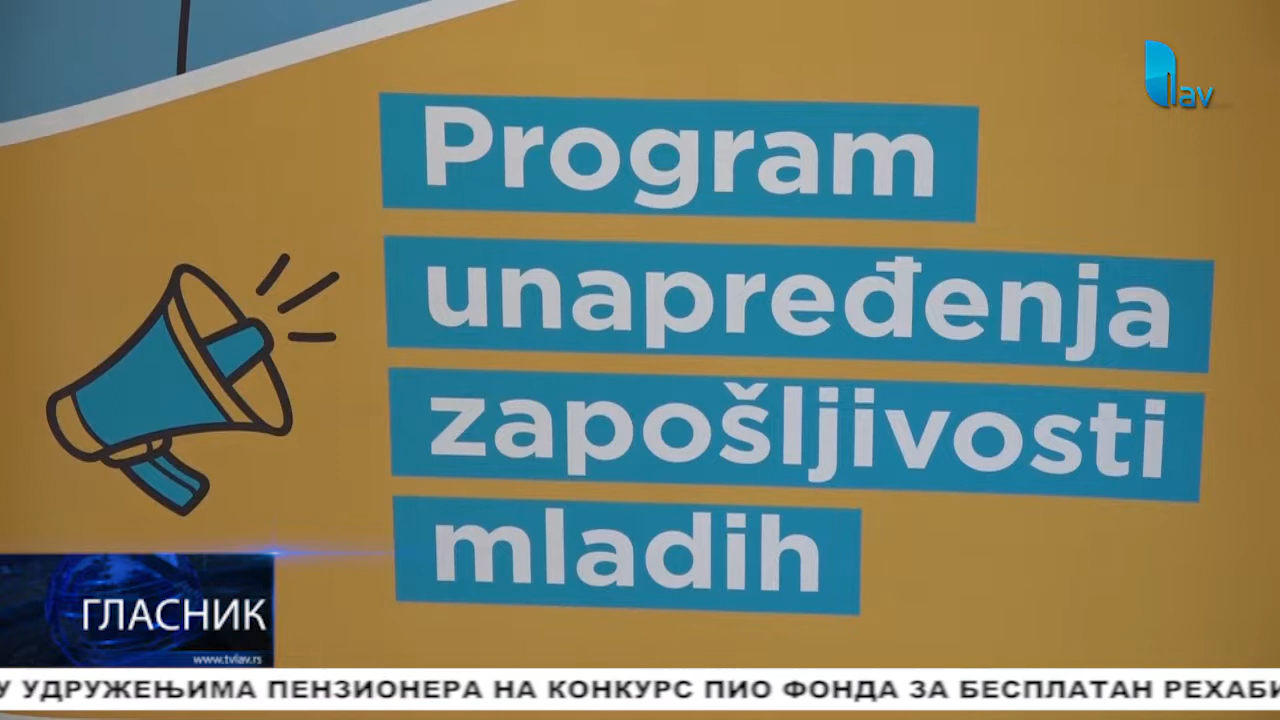 lav
Program
unapređenja
zapošljivosti
mladih
ГЛАСНИК
www.tvlav.rs
У УДРУЖЕЊИМА ПЕНЗИОНЕРА НА КОНКУРС ПИО ФОНДА ЗА БЕСПЛАТАН РЕХАБИ